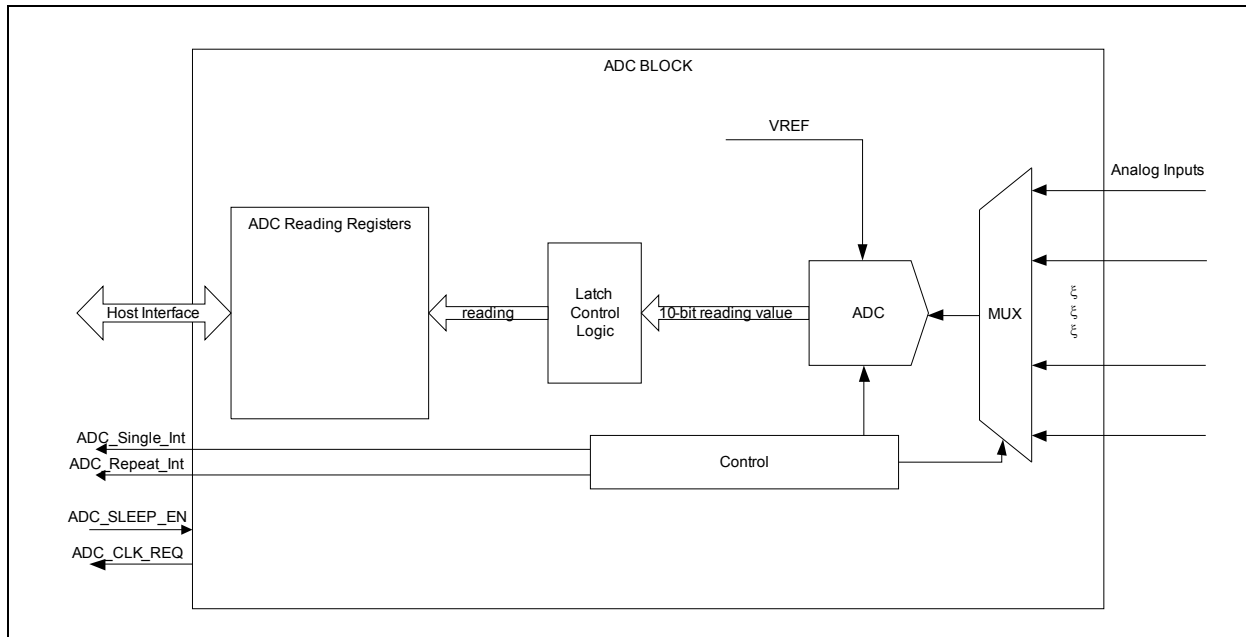 ADC BLOCK
VREF
Analog Inputs
ADC Reading Registers
Latch
Control
Logic
Host Interface
reading
10-bit reading value
ADC
MUX
ADC_Single_Int
ADC_Repeat_Int
Control
ADC_SLEEP_EN
ADC_CLK_REQ